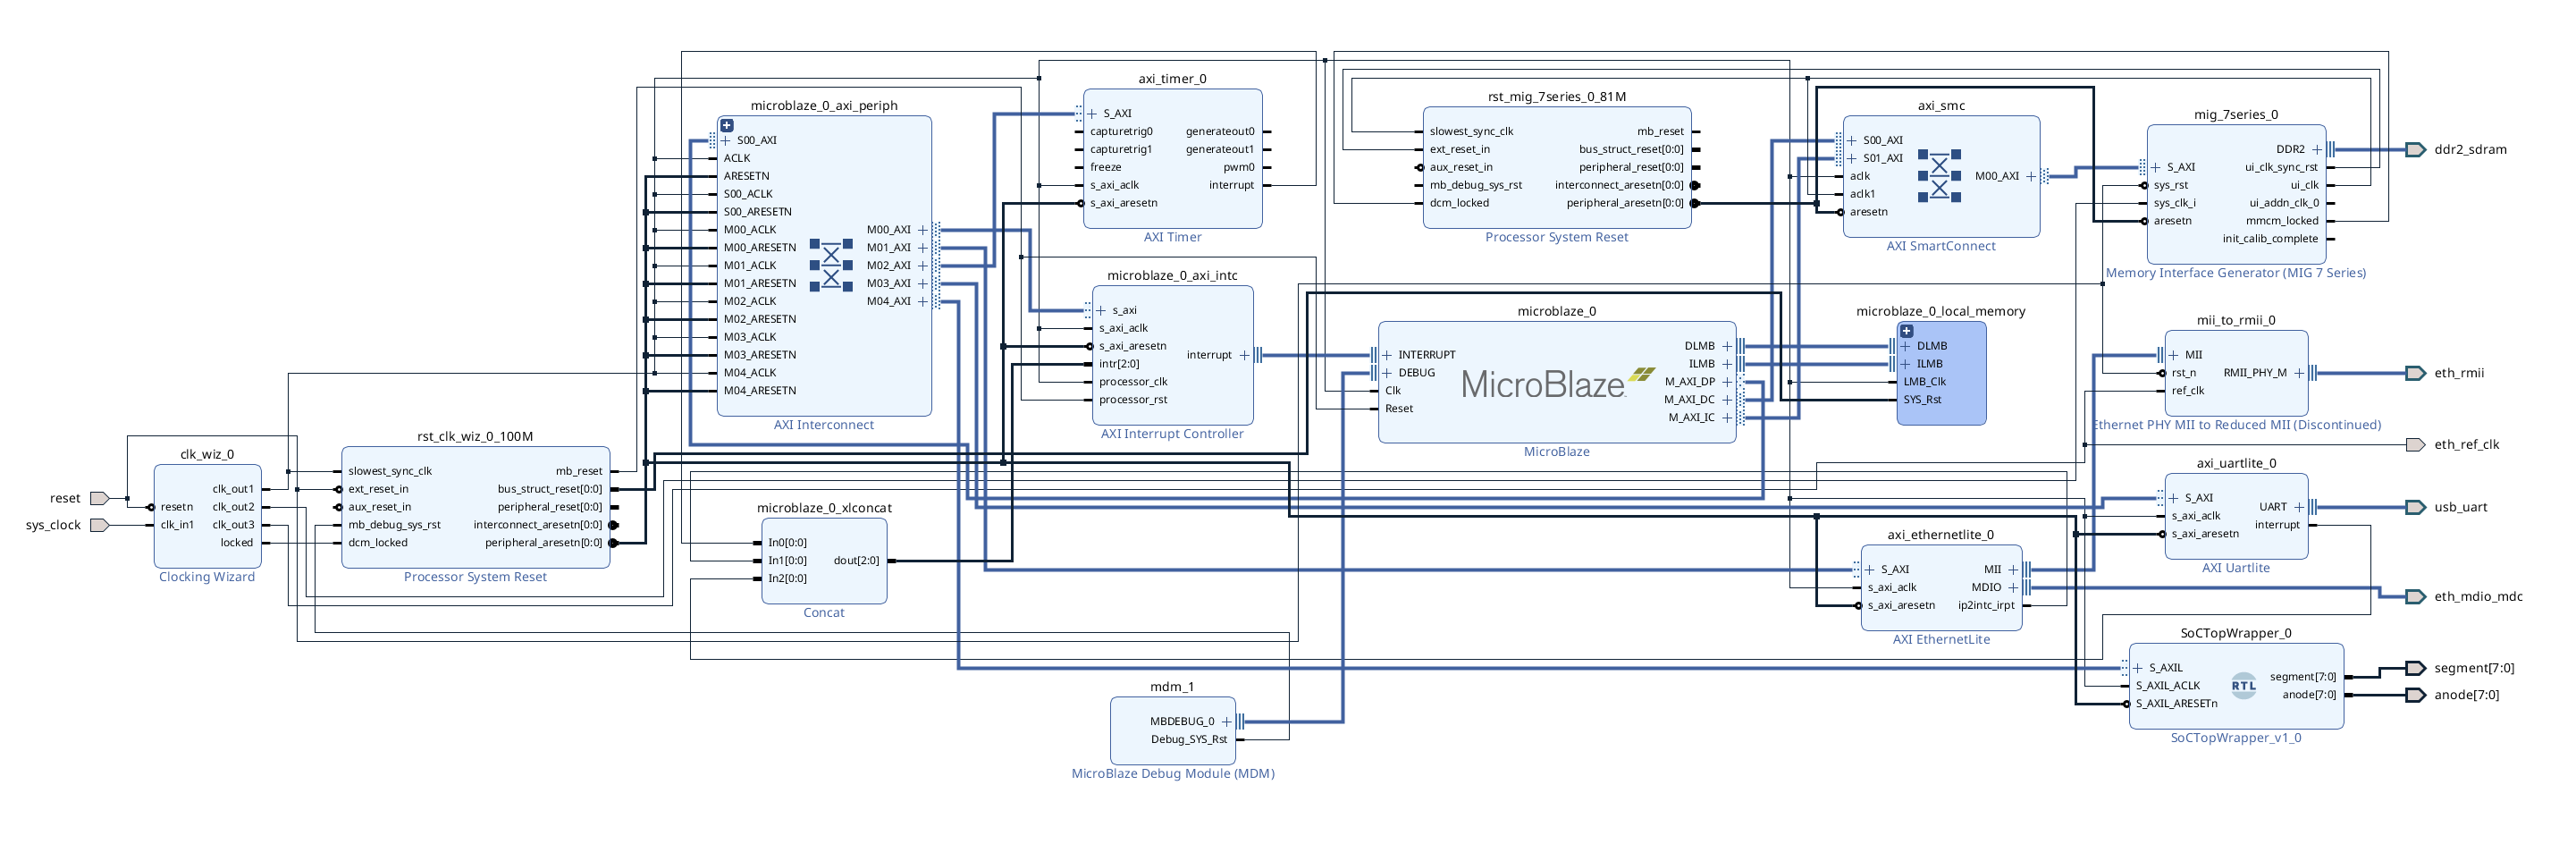 reset
sys_clock
clk_wiz_0
resetn
clk_in1
clk_out1
clk_out2
clk_out3
locked
Clocking Wizard
rst_clk_wiz_0_100M
slowest_sync_clk
ext_reset_in
aux_reset_in
mb_debug_sys_rst
dcm_locked
mb_reset
bus_struct_reset[0:0]
peripheral_reset[0:0]
interconnect_aresetn[0:0]
peripheral_aresetn[0:0]
Processor System Reset
microblaze_0_axi_periph
S00_AXI
ACLK
ARESETN
S00_ACLK
S00_ARESETN
M00_ACLK
M00_ARESETN
M01_ACLK
M01_ARESETN
M02_ACLK
M02_ARESETN
M03_ACLK
M03_ARESETN
M04_ACLK
M04_ARESETN
M00_AXI
M01_AXI
M02_AXI
M03_AXI
M04_AXI
AXI Interconnect
microblaze_0_xlconcat
In0[0:0]
In1[0:0]
In2[0:0]
dout[2:0]
Concat
axi_timer_0
S_AXI
capturetrig0
capturetrig1
freeze
s_axi_aclk
s_axi_aresetn
generateout0
generateout1
pwm0
interrupt
AXI Timer
microblaze_0_axi_intc
s_axi
s_axi_aclk
s_axi_aresetn
intr[2:0]
processor_clk
processor_rst
interrupt
AXI Interrupt Controller
mdm_1
MBDEBUG_0
Debug_SYS_Rst
MicroBlaze Debug Module (MDM)
rst_mig_7series_0_81M
slowest_sync_clk
ext_reset_in
aux_reset_in
mb_debug_sys_rst
dcm_locked
mb_reset
bus_struct_reset[0:0]
peripheral_reset[0:0]
interconnect_aresetn[0:0]
peripheral_aresetn[0:0]
Processor System Reset
microblaze_0
INTERRUPT
DEBUG
Clk
Reset
MicroBlaze
DLMB
ILMB
M_AXI_DP
M_AXI_DC
M_AXI_IC
MicroBlaze
axi_smc
S00_AXI
S01_AXI
aclk
aclk1
aresetn
M00_AXI
AXI SmartConnect
microblaze_0_local_memory
DLMB
ILMB
LMB_Clk
SYS_Rst
axi_ethernetlite_0
S_AXI
s_axi_aclk
s_axi_aresetn
MII
MDIO
ip2intc_irpt
AXI EthernetLite
mig_7series_0
S_AXI
sys_rst
sys_clk_i
aresetn
DDR2
ui_clk_sync_rst
ui_clk
ui_addn_clk_0
mmcm_locked
init_calib_complete
Memory Interface Generator (MIG 7 Series)
mii_to_rmii_0
MII
rst_n
ref_clk
RMII_PHY_M
Ethernet PHY MII to Reduced MII (Discontinued)
axi_uartlite_0
S_AXI
s_axi_aclk
s_axi_aresetn
UART
interrupt
AXI Uartlite
SoCTopWrapper_0
S_AXIL
S_AXIL_ACLK
S_AXIL_ARESETn
RTL
segment[7:0]
anode[7:0]
SoCTopWrapper_v1_0
ddr2_sdram
eth_rmii
eth_ref_clk
usb_uart
eth_mdio_mdc
segment[7:0]
anode[7:0]